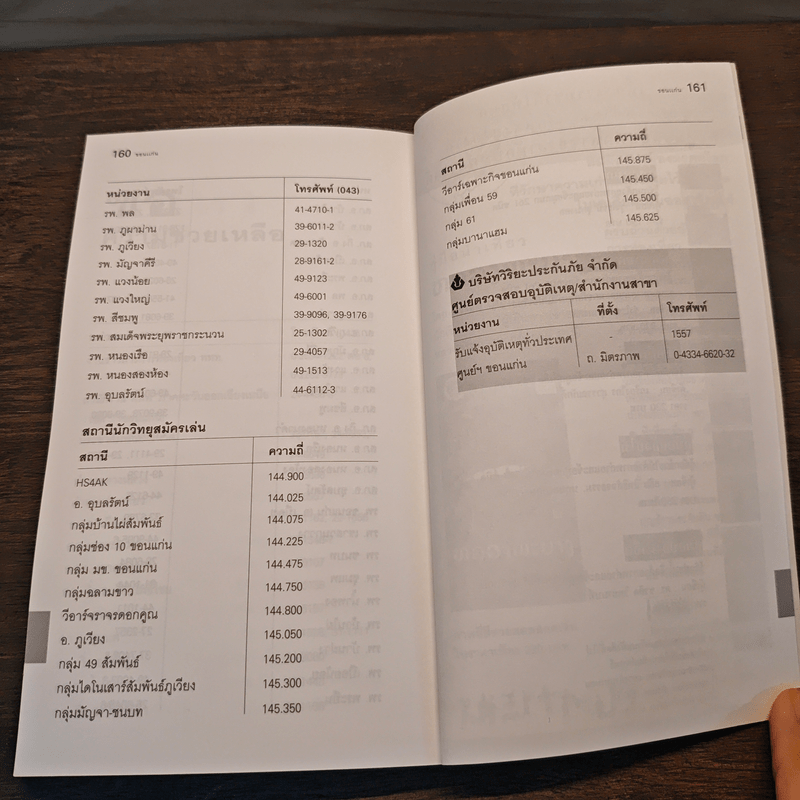 160 ขอนแก่น
หน่วยงาน โทรศัพท์ (043)
รพ. พล 41-4710-1
รพ. ภูผาม่าน 39-6011-2
รพ. ภูเวียง 29-1320
รพ. มัญจาคีรี 28-9161-2
รพ. แวงน้อย 49-9123
รพ. แวงใหญ่ 49-6001
รพ. สีชมพู 39-9096, 39-9176
รพ. สมเด็จพระยุพราชกระนวน 25-1302
รพ. หนองเรือ 29-4057
รพ. หนองสองห้อง 49-1513
รพ. อุบลรัตน์ 44-6112-3
สถานีนักวิทยุสมัครเล่น
สถานี ความถี่
HS4AK 144.900
อ. อุบลรัตน์ 144.025
กลุ่มบ้านไผ่สัมพันธ์ 144.075
กลุ่มช่อง 10 ขอนแก่น 144.225
กลุ่ม มข. ขอนแก่น 144.475
กลุ่มฉลามขาว 144.750
วีอาร์จราจรดอกคูณ 144.800
อ. ภูเวียง 145.050
กลุ่ม 49 สัมพันธ์ 145.200
กลุ่มไดโนเสาร์สัมพันธ์ภูเวียง 145.300
กลุ่มมัญจา-ชนบท 145.350
ขอนแก่น 161
สถานี ความถี่
วีอาร์เฉพาะกิจขอนแก่น 145.875
กลุ่มเพื่อน 59 145.450
กลุ่ม 61 145.500
กลุ่มบานาแฮม 145.625
บริษัทวิริยะประกันภัย จำกัด
ศูนย์ตรวจสอบอุบัติเหตุ/สำนักงานสาขา
หน่วยงาน ที่ตั้ง โทรศัพท์
รับแจ้งอุบัติเหตุทั่วประเทศ - 1557
ศูนย์ฯ ขอนแก่น ถ. มิตรภาพ 0-4334-6620-32